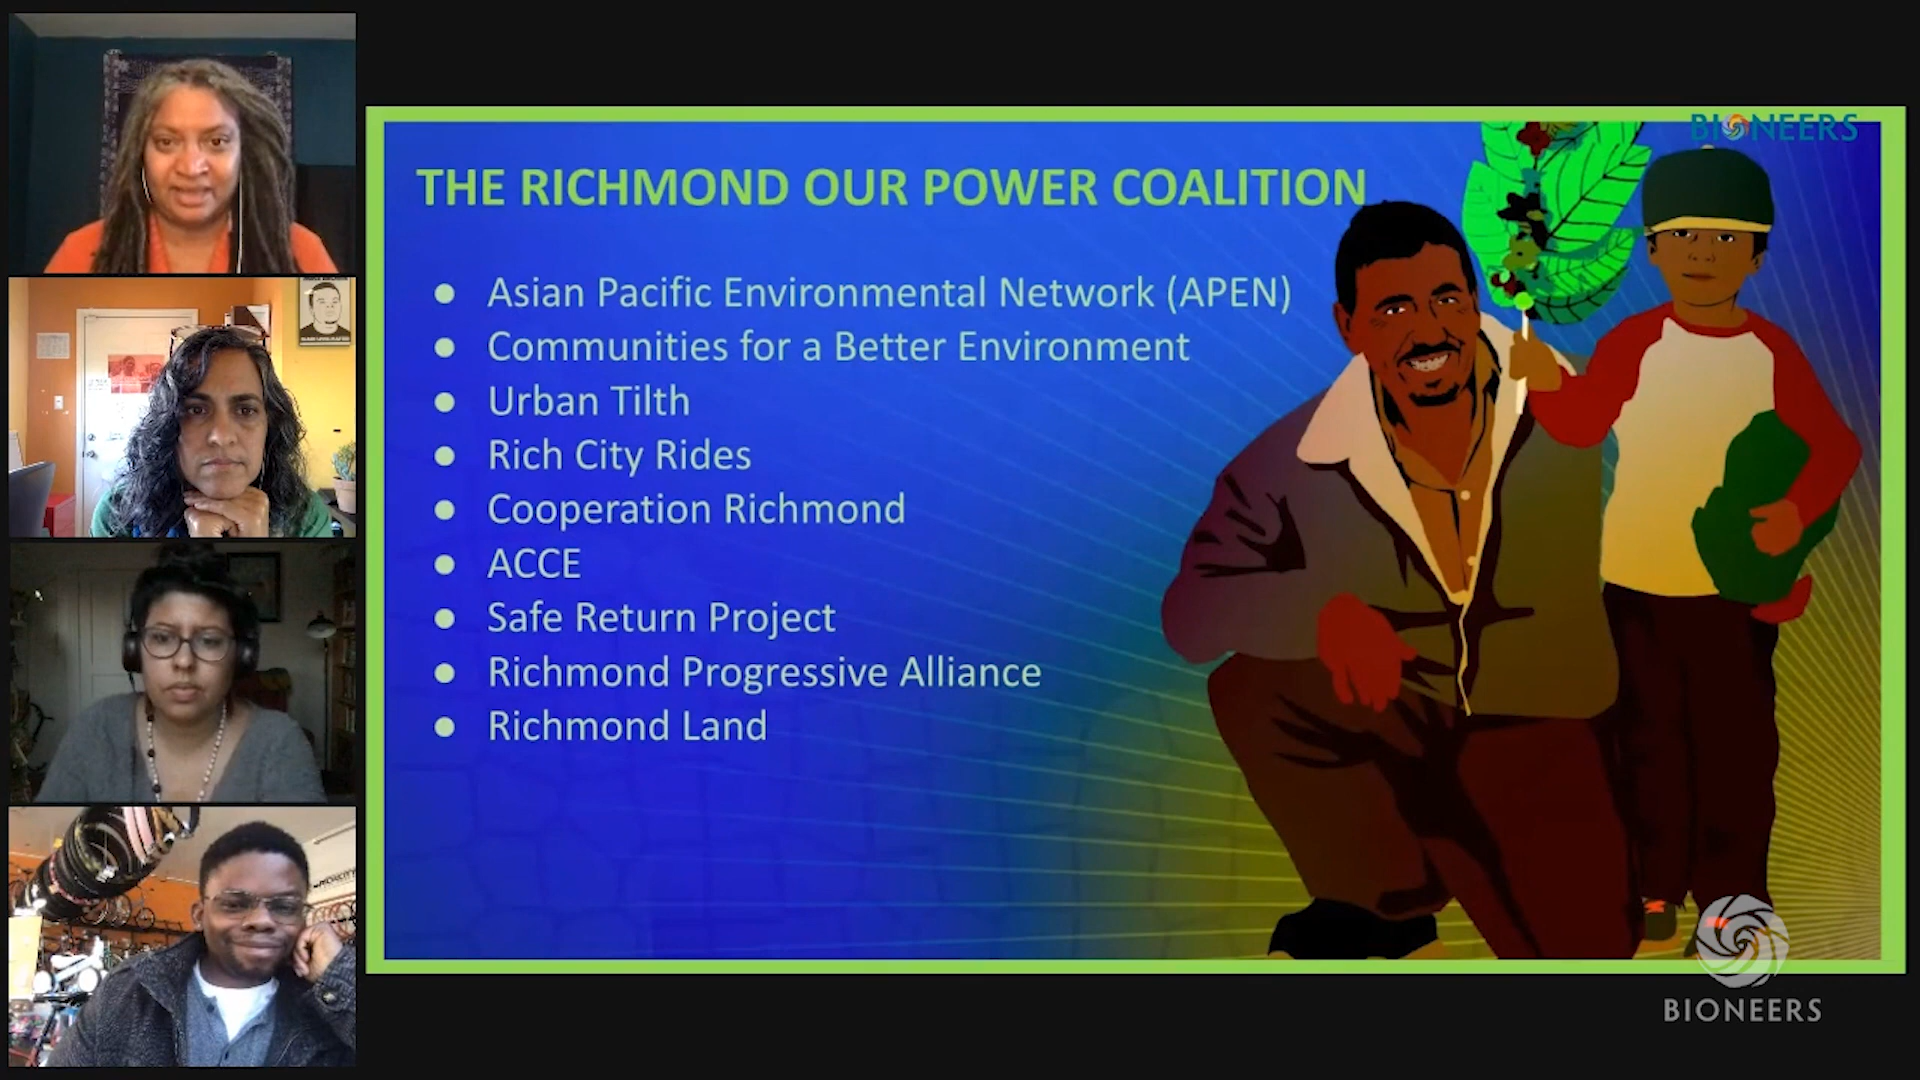 BIONEERS
THE RICHMOND OUR POWER COALITION
● Asian Pacific Environmental Network (APEN)
● Communities for a Better Environment
● Urban Tilth
● Rich City Rides
● Cooperation Richmond
● ACCE
● Safe Return Project
● Richmond Progressive Alliance
● Richmond Land
BIONEERS